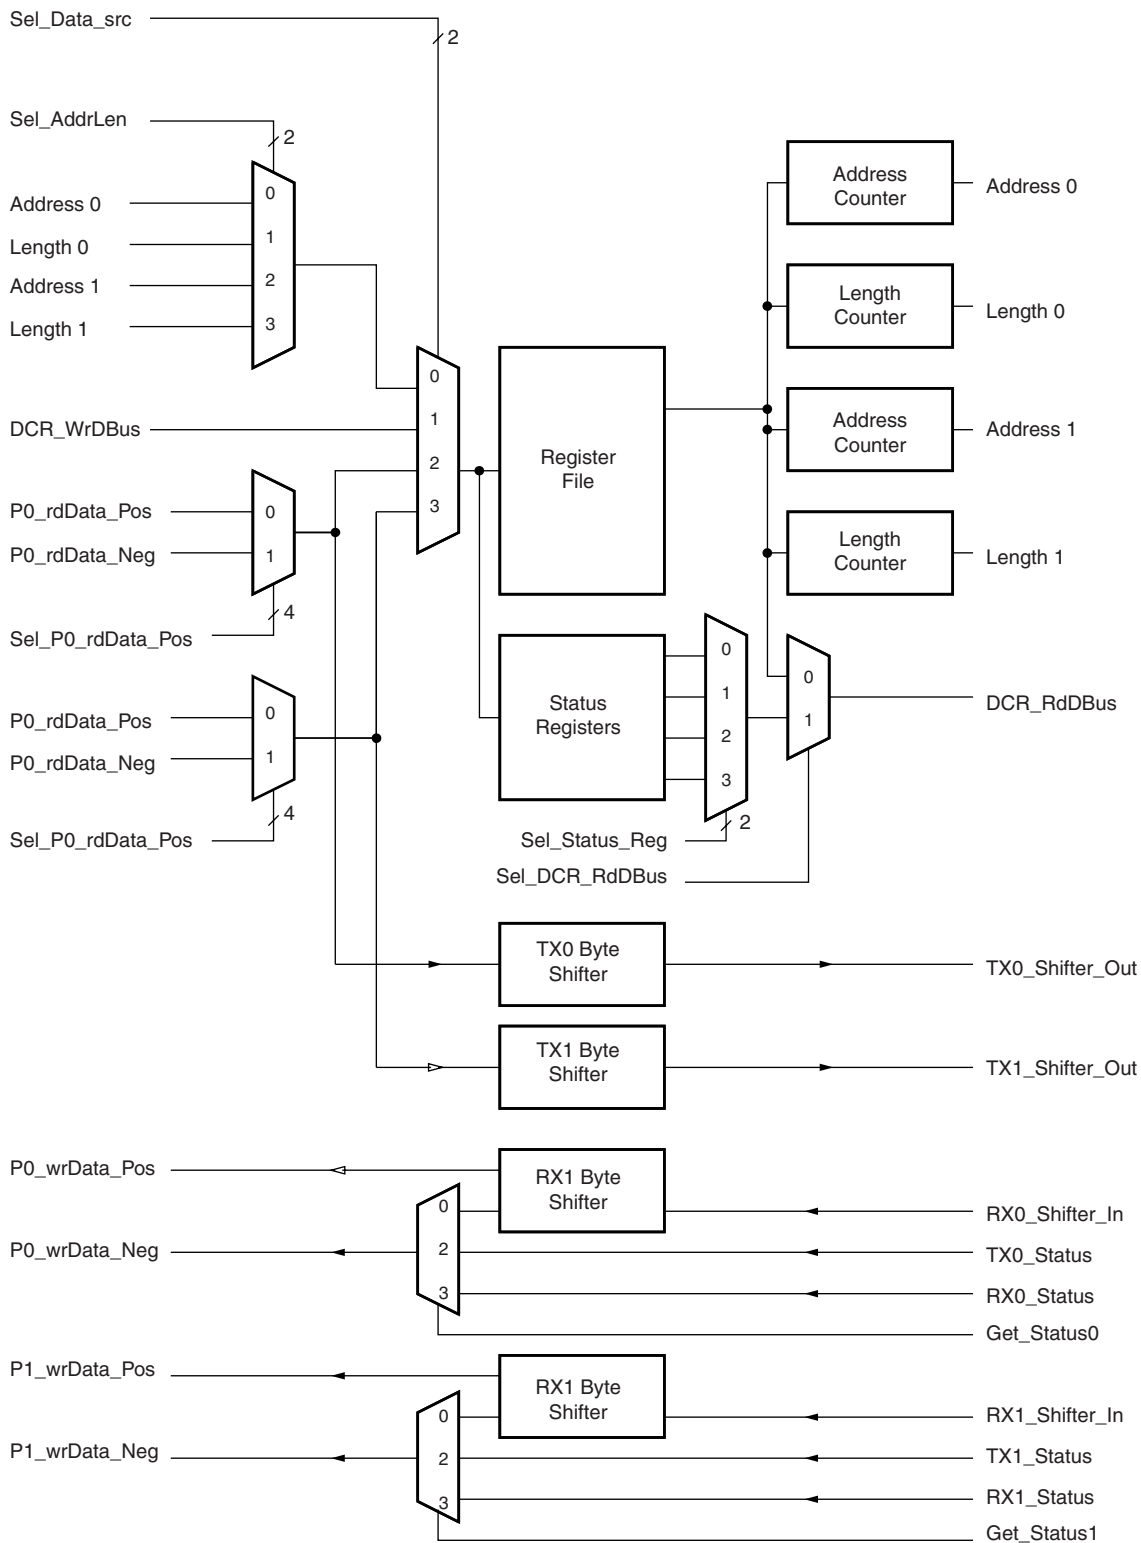 Sel_Data_src
2
Sel_AddrLen
2
Address 0
Length 0
Address 1
Length 1
0
1
2
3
DCR_WrDBus
0
1
2
3
P0_rdData_Pos
P0_rdData_Neg
0
1
4
Sel_P0_rdData_Pos
P0_rdData_Pos
P0_rdData_Neg
0
1
4
Sel_P0_rdData_Pos
Register
File
Status
Registers
0
1
2
3
2
Sel_Status_Reg
Sel_DCR_RdDBus
0
1
DCR_RdDBus
Address
Counter
Address 0
Length
Counter
Length 0
Address
Counter
Address 1
Length
Counter
Length 1
TX0 Byte
Shifter
TX0_Shifter_Out
TX1 Byte
Shifter
TX1_Shifter_Out
P0_wrData_Pos
P0_wrData_Neg
RX1 Byte
Shifter
0
2
3
RX0_Shifter_In
TX0_Status
RX0_Status
Get_Status0
P1_wrData_Pos
P1_wrData_Neg
RX1 Byte
Shifter
0
2
3
RX1_Shifter_In
TX1_Status
RX1_Status
Get_Status1